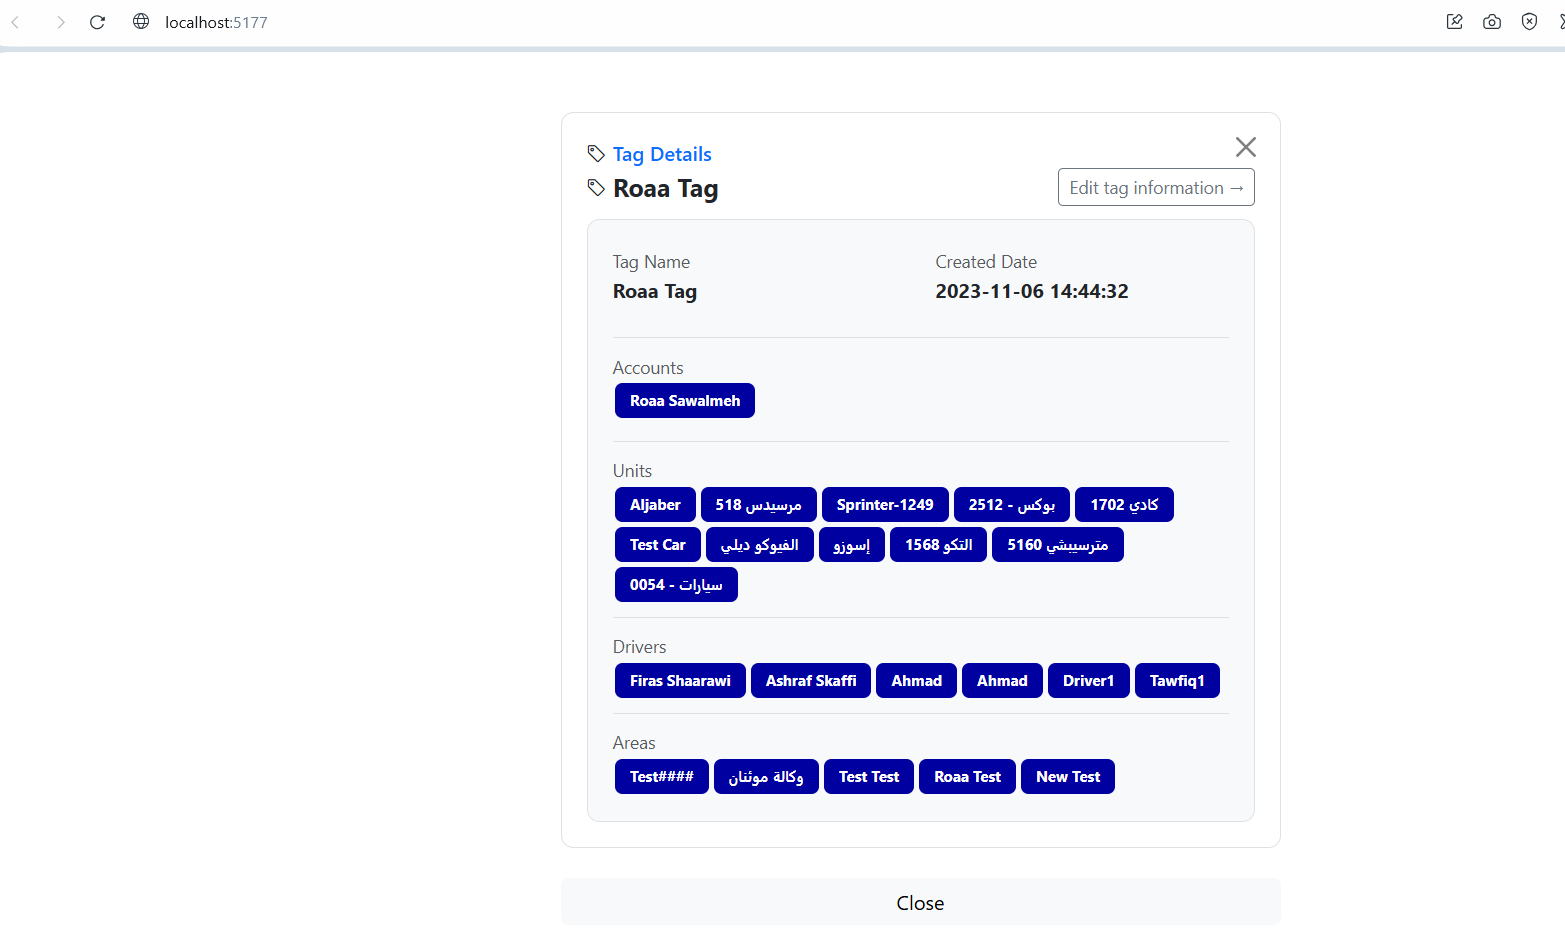 localhost:5177
Tag Details
Roaa Tag
Edit tag information →
Tag Name
Created Date
Roaa Tag
2023-11-06 14:44:32
Accounts
Roaa Sawalmeh
Units
Aljaber
مرسيدس 518
Sprinter-1249
بوكس - 2512
كادي 1702
Test Car
الفيوكو ديلي
إسوزو
التكو 1568
مترسيبشي 5160
سيارات - 0054
Drivers
Firas Shaarawi
Ashraf Skaffi
Ahmad
Ahmad
Driver1
Tawfiq1
Areas
Test####
وكالة موئتان
Test Test
Roaa Test
New Test
Close